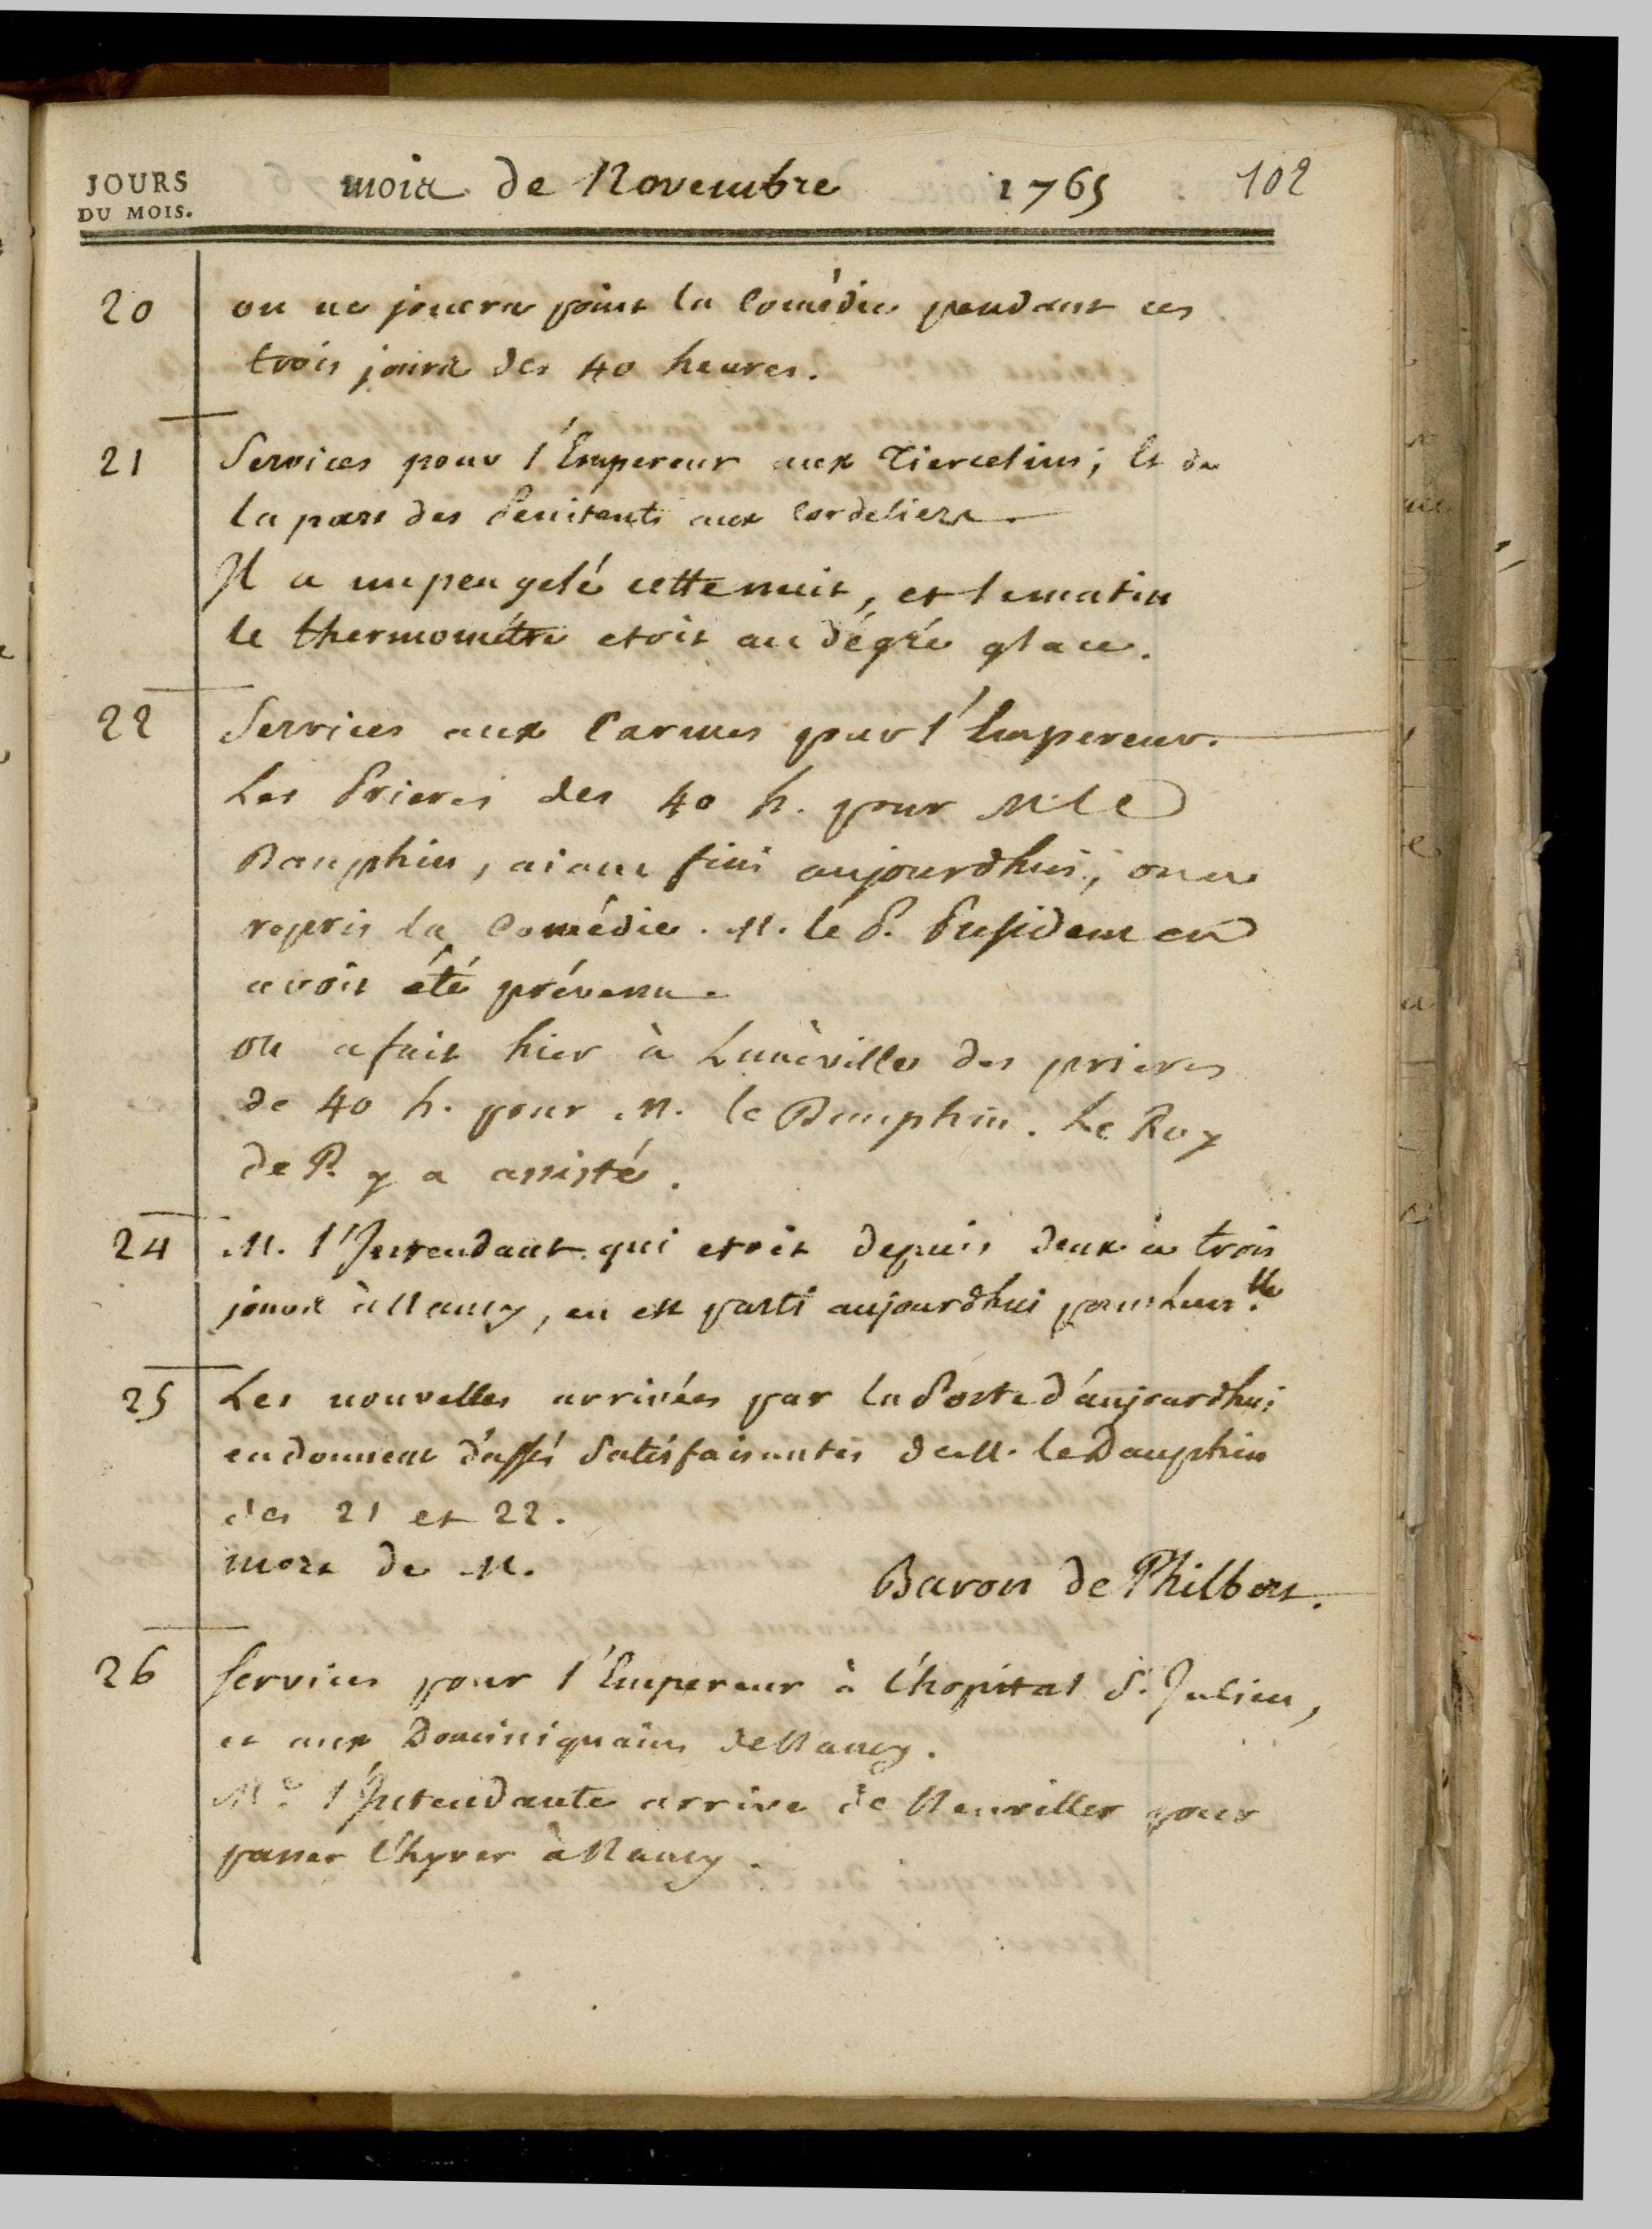 JOURS
DU MOIS.
mois de Novembre 1765 102
20 on ne jouera point la Comédie pendant ces
trois jours des 40 heures.
21 Services pour l'Empereur aux Tiercelins; Et de
la part des Penitents aux Cordeliers
Il a un peu gelé cette nuit, et le matin
le thermométre etoit au dégré glace.
22 Services aux Carmes pour l'Empereur.
Les Prieres des 40 h. pour M. le
Dauphin, aiant fini aujourdhui, on a
repris la Comédie. M. le P. President en
avoit été prévenu.
on a fait hier à Lunéville des prieres
de 40 h. pour M. le Dauphin. Le Roy
de P. y a assisté.
24 M. l'Intendant qui etoit depuis deux à trois
jours à Nancy, en est parti aujourdhui pour Lun.lle
25 Les nouvelles arrivées par la Poste d'aujourdhui
en donnent d'assés Satisfaisantes de M. le Dauphin
des 21 et 22.
mort de M. Baron de Philbert.
26 Services pour l'Empereur à l'hopital S. Julien,
et aux Dominiquains de Nancy.
Me l'Intendante arrive de Neuviller pour
passer l'hyver à Nancy.